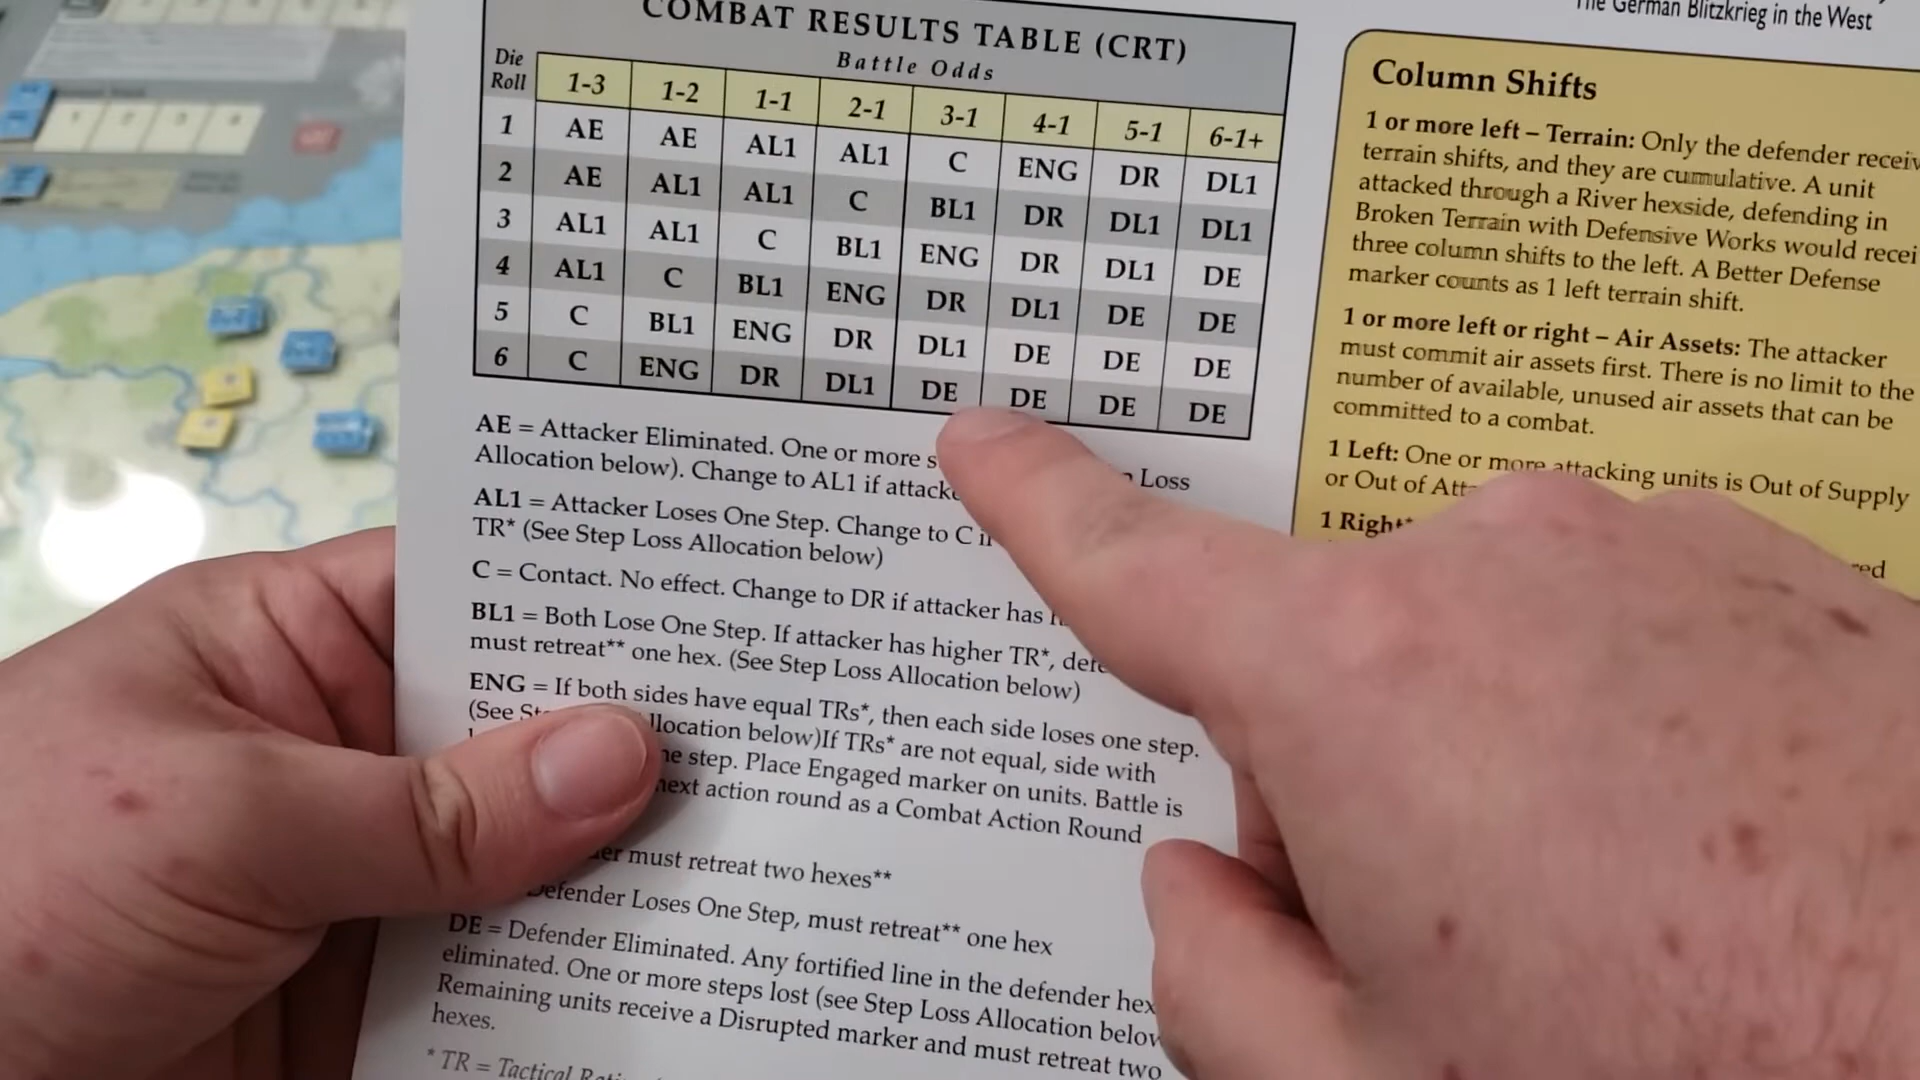 COMBAT RESULTS TABLE (CRT)
Battle Odds
Die Roll 1-3 1-2 1-1 2-1 3-1 4-1 5-1 6-1+
1 AE AE AL1 AL1 C ENG DR DL1
2 AE AL1 AL1 C BL1 DR DL1 DL1
3 AL1 AL1 C BL1 ENG DR DL1 DE
4 AL1 C BL1 ENG DR DL1 DE DE
5 C BL1 ENG DR DL1 DE DE DE
6 C ENG DR DL1 DE DE DE DE
AE = Attacker Eliminated. One or more Loss
Allocation below). Change to AL1 if
AL1 = Attacker Loses One Step. Change to C
TR* (See Step Loss Allocation below)
C = Contact. No effect. Change to DR if attacker has
BL1 = Both Lose One Step. If attacker has higher TR*,
must retreat** one hex. (See Step Loss Allocation below)
ENG = If both sides have equal TRs*, then each side loses one step.
(See below)If TRs* are not equal, side with
step. Place Engaged marker on units. Battle is
next action round as a Combat Action Round
must retreat two hexes**
Defender Loses One Step, must retreat** one hex
DE = Defender Eliminated. Any fortified line in the defender hex
eliminated. One or more steps lost (see Step Loss Allocation
Remaining units receive a Disrupted marker and must retreat two
hexes.
* TR = Tactical
The German Blitzkrieg in the West
Column Shifts
1 or more left – Terrain: Only the defender
terrain shifts, and they are cumulative. A unit
attacked through a River hexside, defending in
Broken Terrain with Defensive Works would
three column shifts to the left. A Better Defense
marker counts as 1 left terrain shift.
1 or more left or right – Air Assets: The attacker
must commit air assets first. There is no limit to the
number of available, unused air assets that can be
committed to a combat.
1 Left: One or more attacking units is Out of Supply
or Out of
1 Right